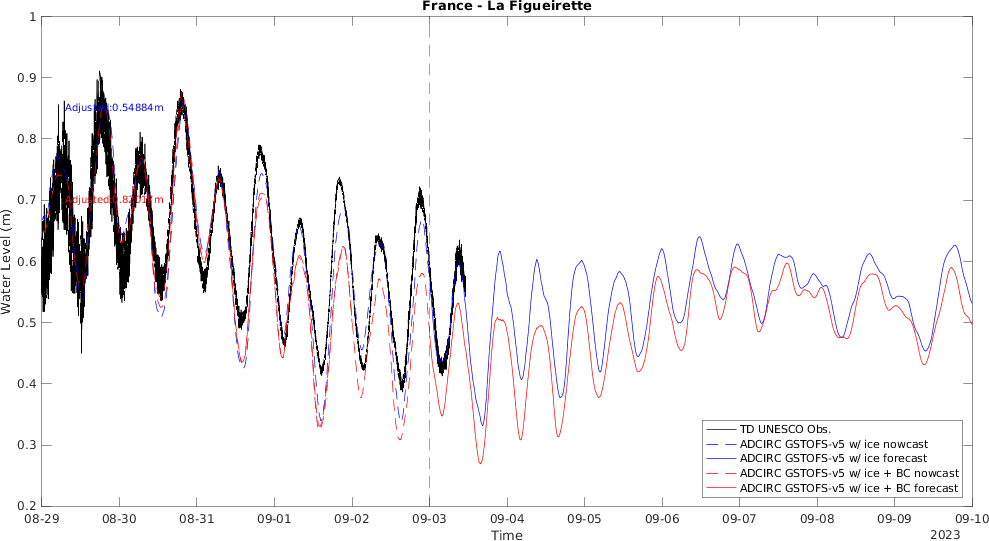 France - La Figueirette
Water Level (m)
1
0.9
0.8
0.7
0.6
0.5
0.4
0.3
0.2
Adjusted:0.54884m
TD UNESCO Obs.
ADCIRC GSTOFS-v5 w/ ice nowcast
ADCIRC GSTOFS-v5 w/ ice forecast
ADCIRC GSTOFS-v5 w/ ice + BC nowcast
ADCIRC GSTOFS-v5 w/ ice + BC forecast
08-29 08-30 08-31 09-01 09-02 09-03 09-04 09-05 09-06 09-07 09-08 09-09 09-10
Time
2023